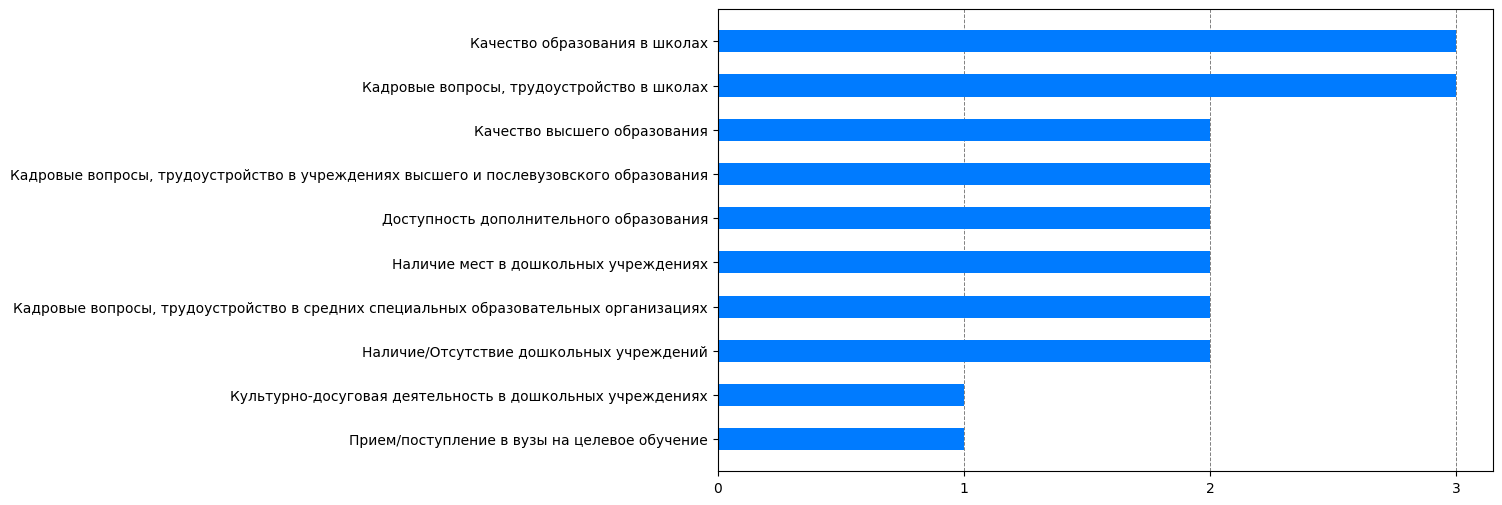 Качество образования в школах
Кадровые вопросы, трудоустройство в школах
Качество высшего образования
Кадровые вопросы, трудоустройство в учреждениях высшего и послевузовского образования
Доступность дополнительного образования
Наличие мест в дошкольных учреждениях
Кадровые вопросы, трудоустройство в средних специальных образовательных организациях
Наличие/Отсутствие дошкольных учреждений
Культурно-досуговая деятельность в дошкольных учреждениях
Прием/поступление в вузы на целевое обучение
0 1 2 3